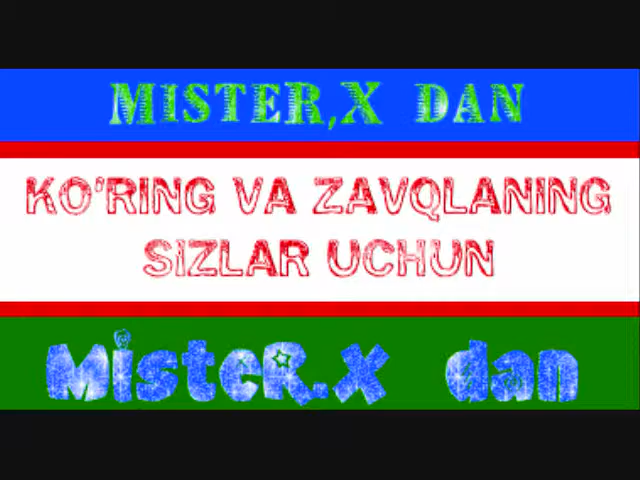 MISTER,X DAN
KO'RING VA ZAVQLANING
SIZLAR UCHUN
MisteR.X dan